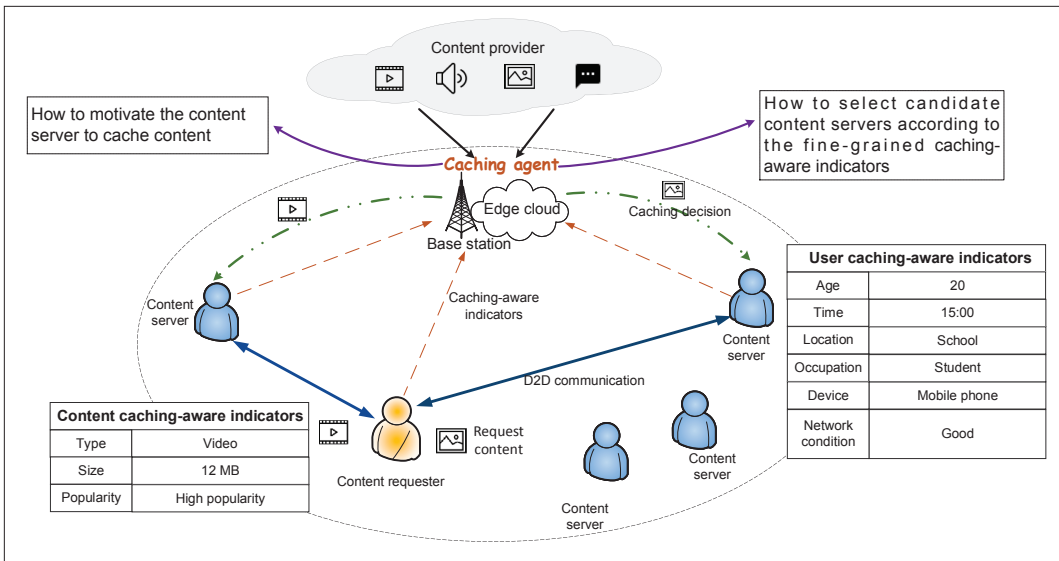 Content provider
How to motivate the content
server to cache content
How to select candidate
content servers according to
the fine-grained caching-
aware indicators
Caching agent
Edge cloud
Caching decision
Base station
Content
server
Caching-aware
indicators
Content
server
D2D communication
User caching-aware indicators
Age 20
Time 15:00
Location School
Occupation Student
Device Mobile phone
Network
condition
Good
Content caching-aware indicators
Type Video
Size 12 MB
Popularity High popularity
Request
content
Content requester
Content
server
Content
server